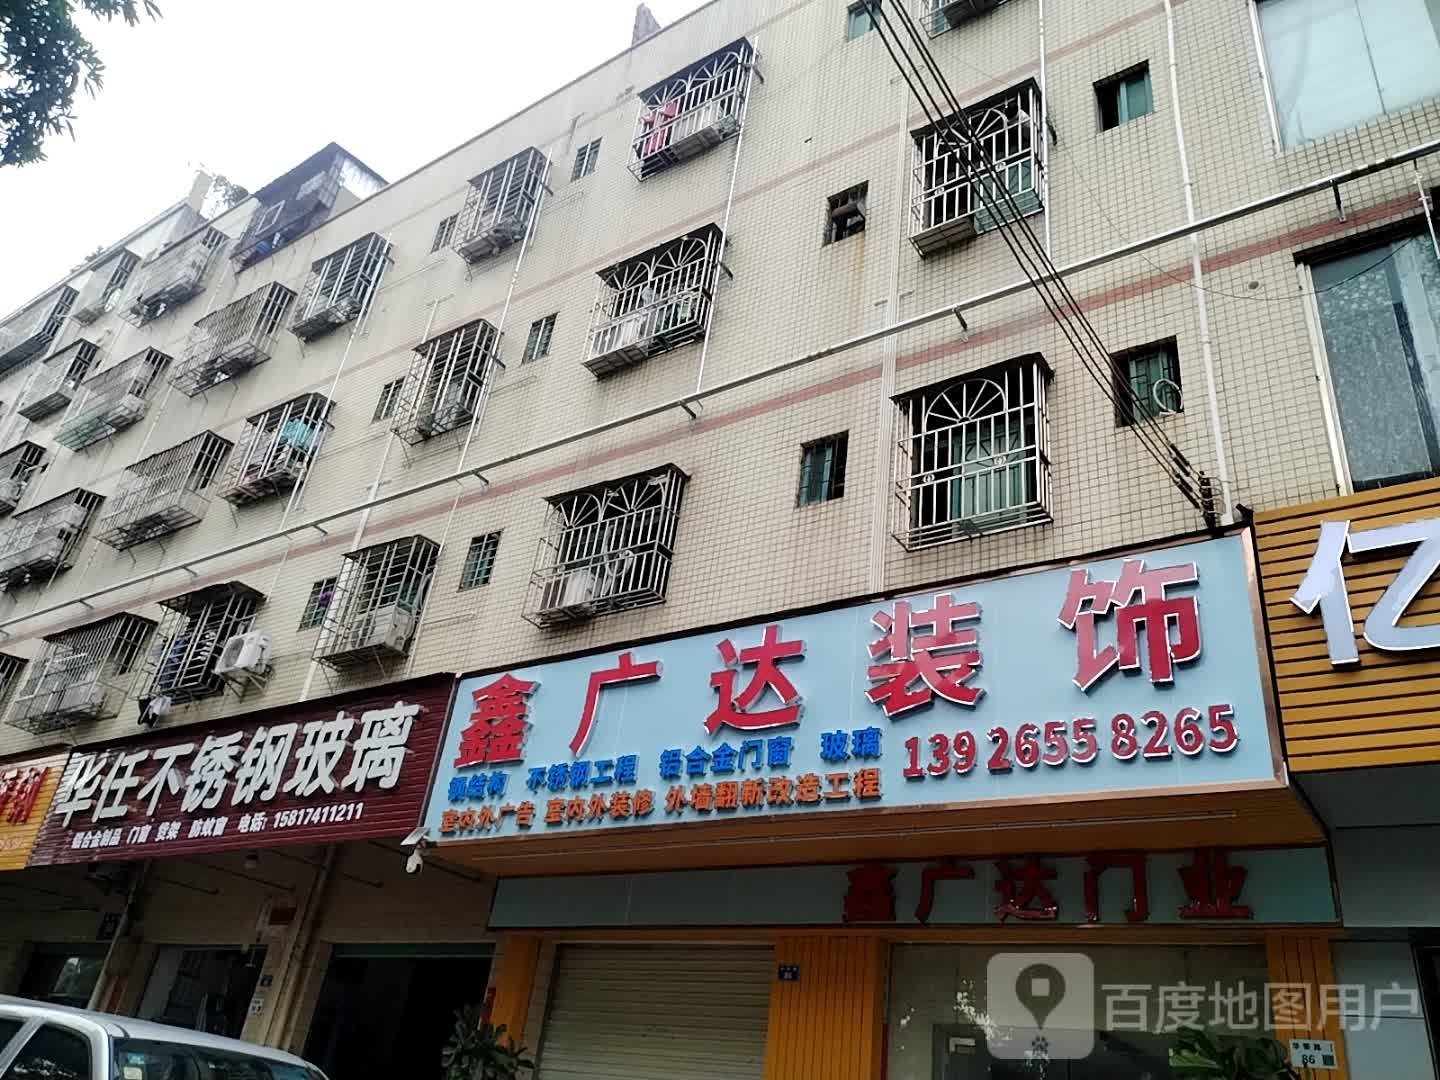 鑫广达装饰
钢结构 不锈钢工程 铝合金门窗 玻璃
13926558265
室内外广告 室内外装修 外墙翻新改造工程
鑫广达门业
华任不锈钢玻璃
铝合金制品 门窗 货架 防蚊窗 电话: 15817411211
亿
86
百度地图用户